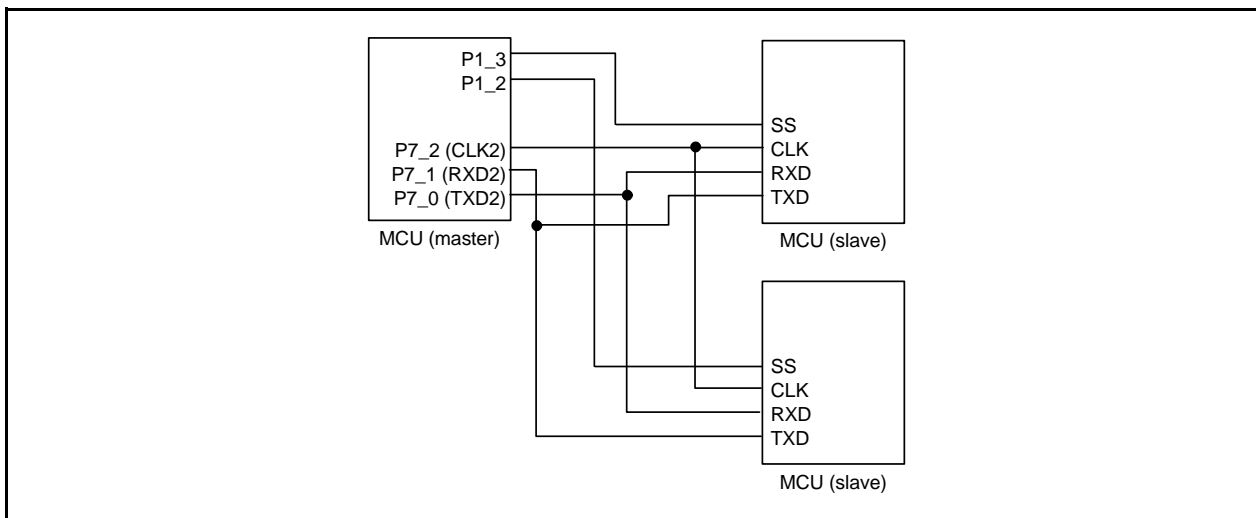 P1_3
P1_2
P7_2 (CLK2)
P7_1 (RXD2)
P7_0 (TXD2)
MCU (master)
SS
CLK
RXD
TXD
MCU (slave)
SS
CLK
RXD
TXD
MCU (slave)